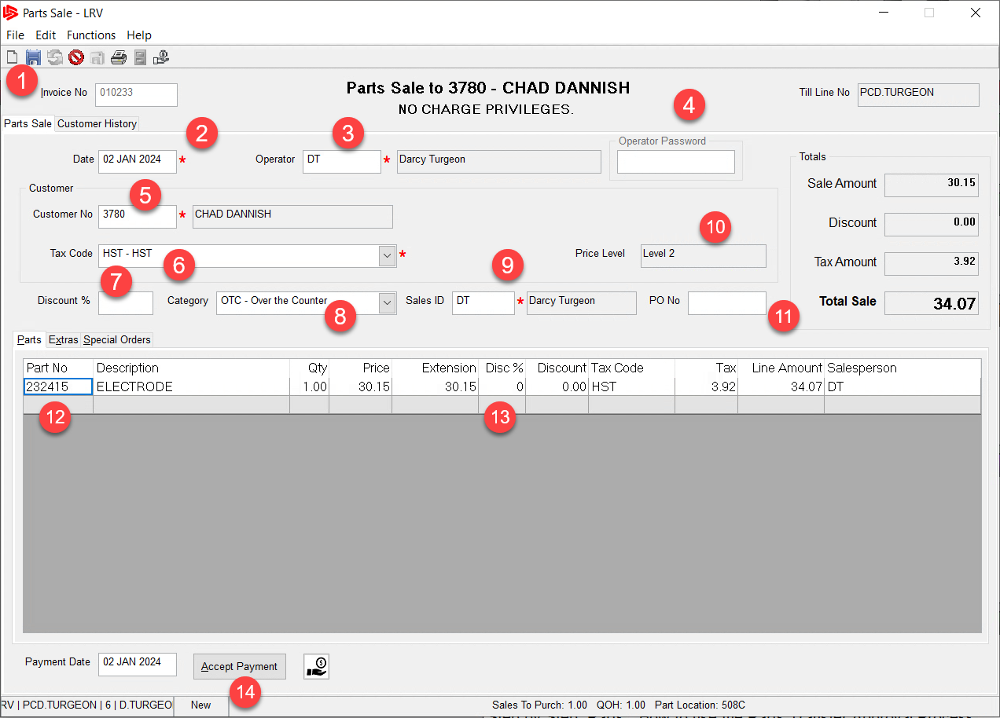 Parts Sale - LRV
File Edit Functions Help
1
Invoice No 010233
Parts Sale to 3780 - CHAD DANNISH
NO CHARGE PRIVILEGES.
4
Till Line No PCD.TURGEON
Parts Sale Customer History
2 3
Date 02 JAN 2024 * Operator DT * Darcy Turgeon
Operator Password
Totals
Sale Amount 30.15
Discount 0.00
Tax Amount 3.92
Total Sale 34.07
Customer
5
Customer No 3780 * CHAD DANNISH
10
Tax Code HST - HST * Price Level Level 2
6 9
7
Discount % Category OTC - Over the Counter Sales ID DT * Darcy Turgeon PO No
8 11
Parts Extras Special Orders
Part No Description Qty Price Extension Disc % Discount Tax Code Tax Line Amount Salesperson
232415 ELECTRODE 1.00 30.15 30.15 0 0.00 HST 3.92 34.07 DT
12 13
Payment Date 02 JAN 2024 Accept Payment
14
RV | PCD.TURGEON | 6 | D.TURGEO New Sales To Purch: 1.00 QOH: 1.00 Part Location: 508C